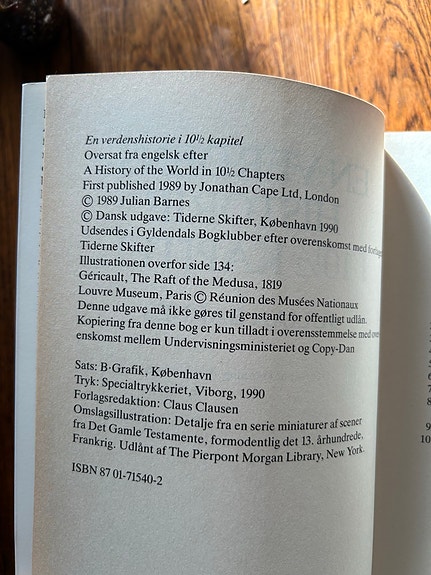 En verdenshistorie i 10½ kapitel
Oversat fra engelsk efter
A History of the World in 10½ Chapters
First published 1989 by Jonathan Cape Ltd, London
© 1989 Julian Barnes
© Dansk udgave: Tiderne Skifter, København 1990
Udsendes i Gyldendals Bogklubber efter overenskomst med forlaget
Tiderne Skifter
Illustrationen overfor side 134:
Géricault, The Raft of the Medusa, 1819
Louvre Museum, Paris © Réunion des Musées Nationaux
Denne udgave må ikke gøres til genstand for offentligt udlån.
Kopiering fra denne bog er kun tilladt i overensstemmelse med over
enskomst mellem Undervisningsministeriet og Copy-Dan
Sats: B·Grafik, København
Tryk: Specialtrykkeriet, Viborg, 1990
Forlagsredaktion: Claus Clausen
Omslagsillustration: Detalje fra en serie miniaturer af scener
fra Det Gamle Testamente, formodentlig det 13. århundrede,
Frankrig. Udlånt af The Pierpont Morgan Library, New York.
ISBN 87 01-71540-2